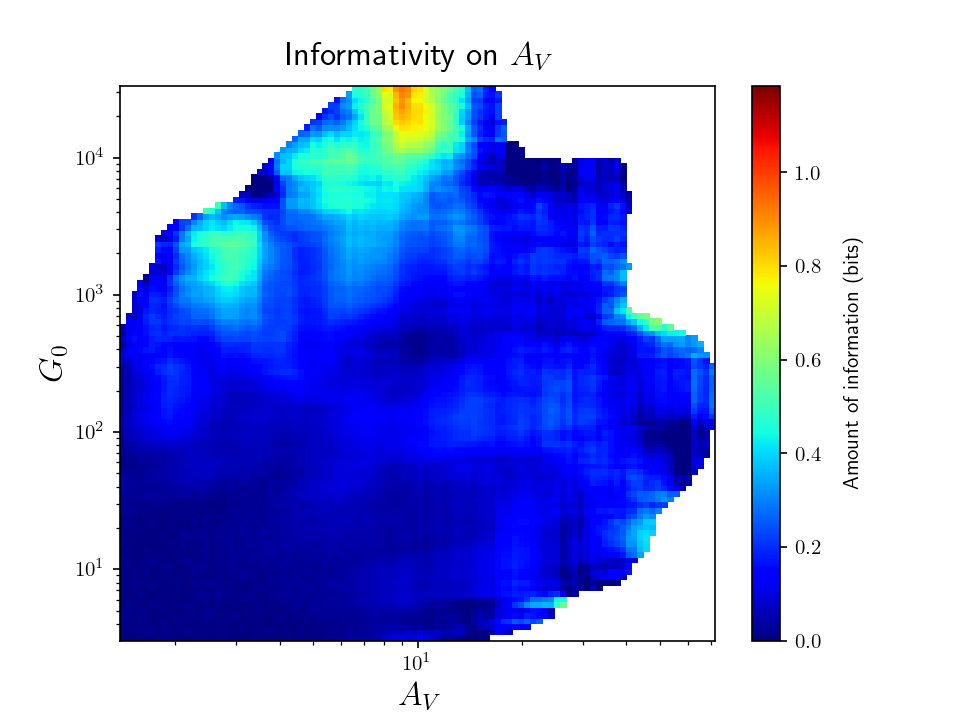 Informativity on A_V
10^4
10^3
10^2
10^1
G_0
10^1
A_V
1.0
0.8
0.6
0.4
0.2
0.0
Amount of information (bits)